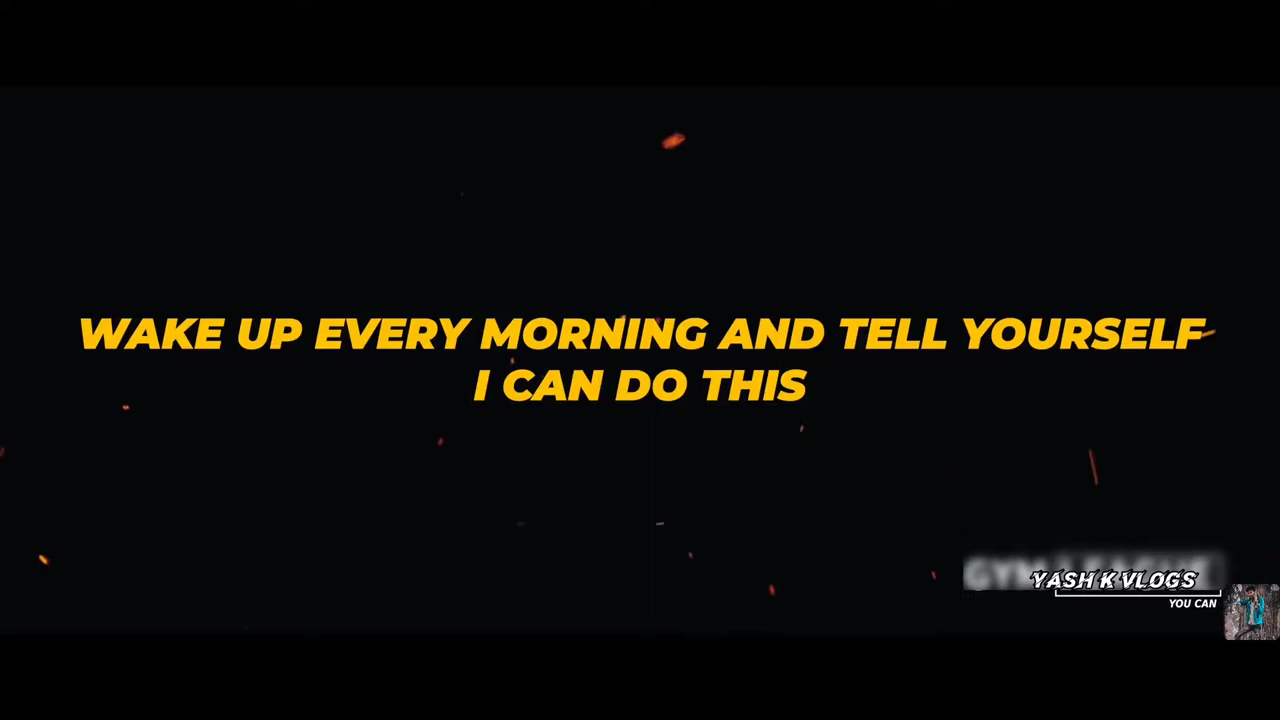 WAKE UP EVERY MORNING AND TELL YOURSELF
I CAN DO THIS
YASH K VLOGS
YOU CAN